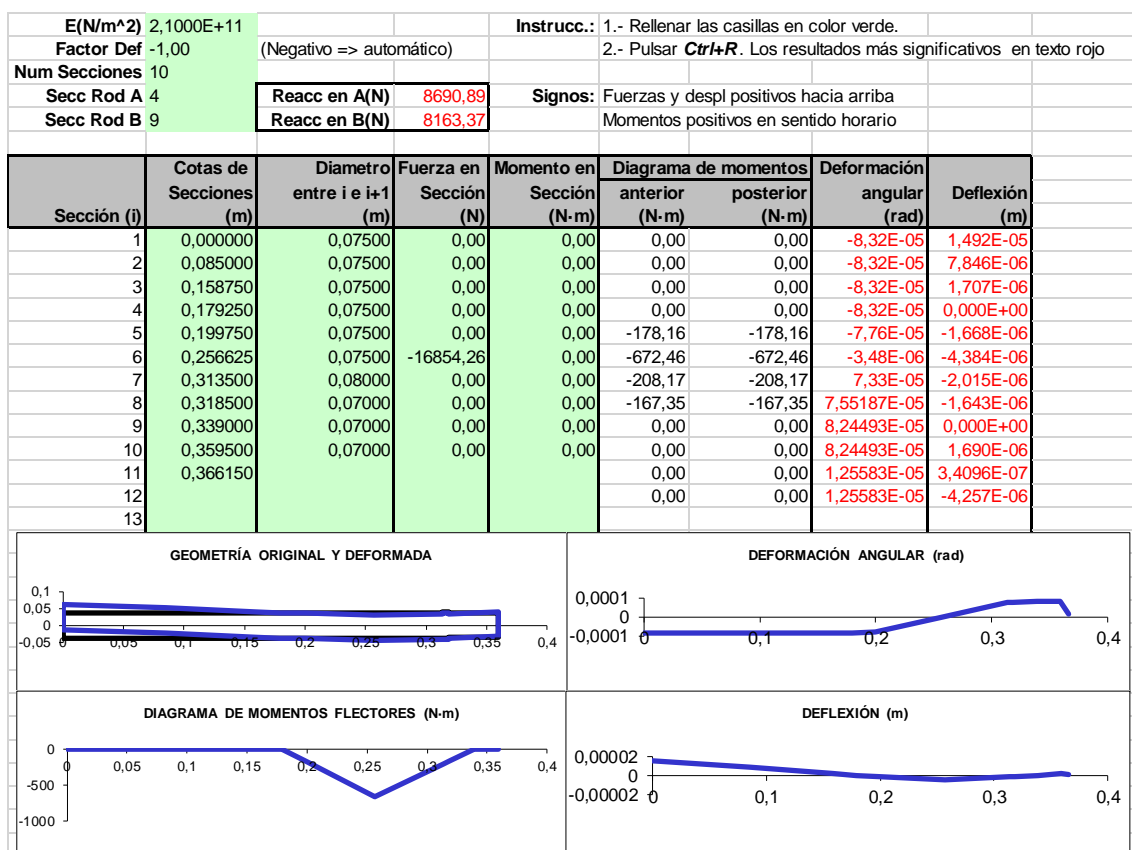 E(N/m^2) 2,1000E+11 Instrucc.: 1.- Rellenar las casillas en color verde.
Factor Def -1,00 (Negativo => automático) 2.- Pulsar Ctrl+R. Los resultados más significativos en texto rojo
Num Secciones 10
Secc Rod A 4 Reacc en A(N) 8690,89 Signos: Fuerzas y despl positivos hacia arriba
Secc Rod B 9 Reacc en B(N) 8163,37 Momentos positivos en sentido horario
Cotas de Diametro Fuerza en Momento en Diagrama de momentos Deformación
Secciones entre i e i+1 Sección Sección anterior posterior angular Deflexión
Sección (i) (m) (m) (N) (N·m) (N·m) (N·m) (rad) (m)
1 0,000000 0,07500 0,00 0,00 0,00 0,00 -8,32E-05 1,492E-05
2 0,085000 0,07500 0,00 0,00 0,00 0,00 -8,32E-05 7,846E-06
3 0,158750 0,07500 0,00 0,00 0,00 0,00 -8,32E-05 1,707E-06
4 0,179250 0,07500 0,00 0,00 0,00 0,00 -8,32E-05 0,000E+00
5 0,199750 0,07500 0,00 0,00 -178,16 -178,16 -7,76E-05 -1,668E-06
6 0,256625 0,07500 -16854,26 0,00 -672,46 -672,46 -3,48E-06 -4,384E-06
7 0,313500 0,08000 0,00 0,00 -208,17 -208,17 7,33E-05 -2,015E-06
8 0,318500 0,07000 0,00 0,00 -167,35 -167,35 7,55187E-05 -1,643E-06
9 0,339000 0,07000 0,00 0,00 0,00 0,00 8,24493E-05 0,000E+00
10 0,359500 0,07000 0,00 0,00 0,00 0,00 8,24493E-05 1,690E-06
11 0,366150 0,00 0,00 1,25583E-05 3,4096E-07
12 0,00 0,00 1,25583E-05 -4,257E-06
13
GEOMETRÍA ORIGINAL Y DEFORMADA
0,1
0,05
0
-0,05 0 0,05 0,1 0,15 0,2 0,25 0,3 0,35 0,4
DEFORMACIÓN ANGULAR (rad)
0,0001
0
-0,0001 0 0,1 0,2 0,3 0,4
DIAGRAMA DE MOMENTOS FLECTORES (N·m)
0
0 0,05 0,1 0,15 0,2 0,25 0,3 0,35 0,4
-500
-1000
DEFLEXIÓN (m)
0,00002
0
-0,00002 0 0,1 0,2 0,3 0,4